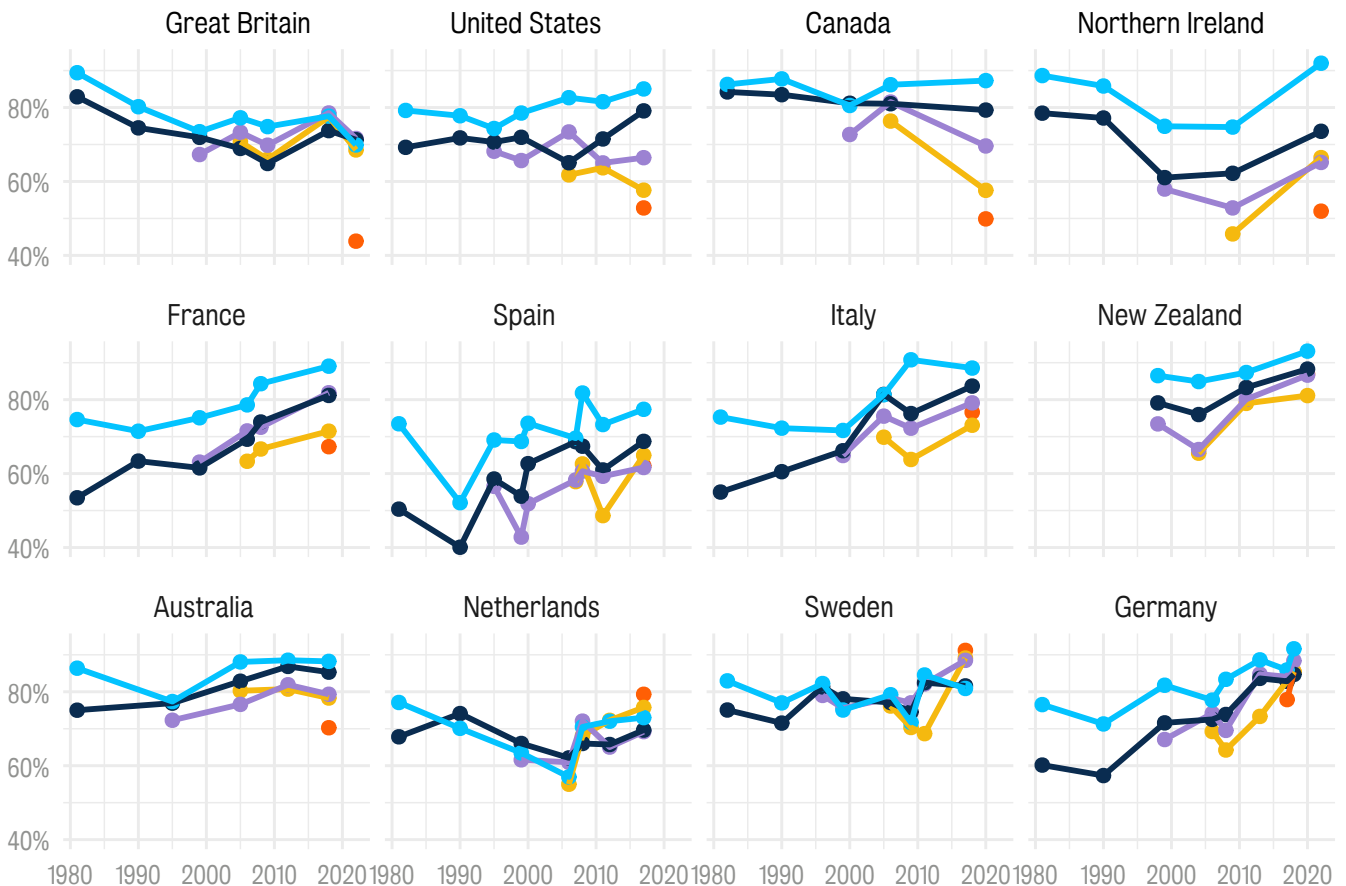 Great Britain United States Canada Northern Ireland
80%
60%
40%
France Spain Italy New Zealand
80%
60%
40%
Australia Netherlands Sweden Germany
80%
60%
40%
1980 1990 2000 2010 2020 1980 1990 2000 2010 2020 1980 1990 2000 2010 2020 1980 1990 2000 2010 2020